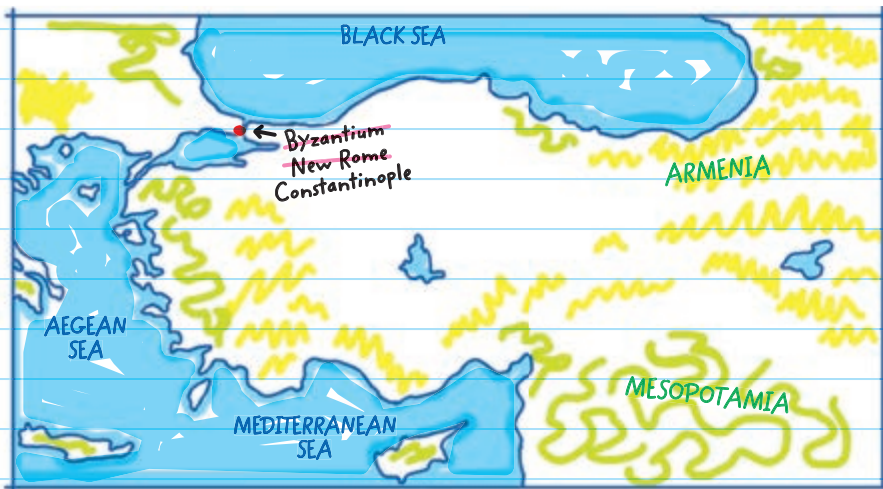 BLACK SEA
Byzantium
New Rome
Constantinople
ARMENIA
AEGEAN
SEA
MESOPOTAMIA
MEDITERRANEAN
SEA